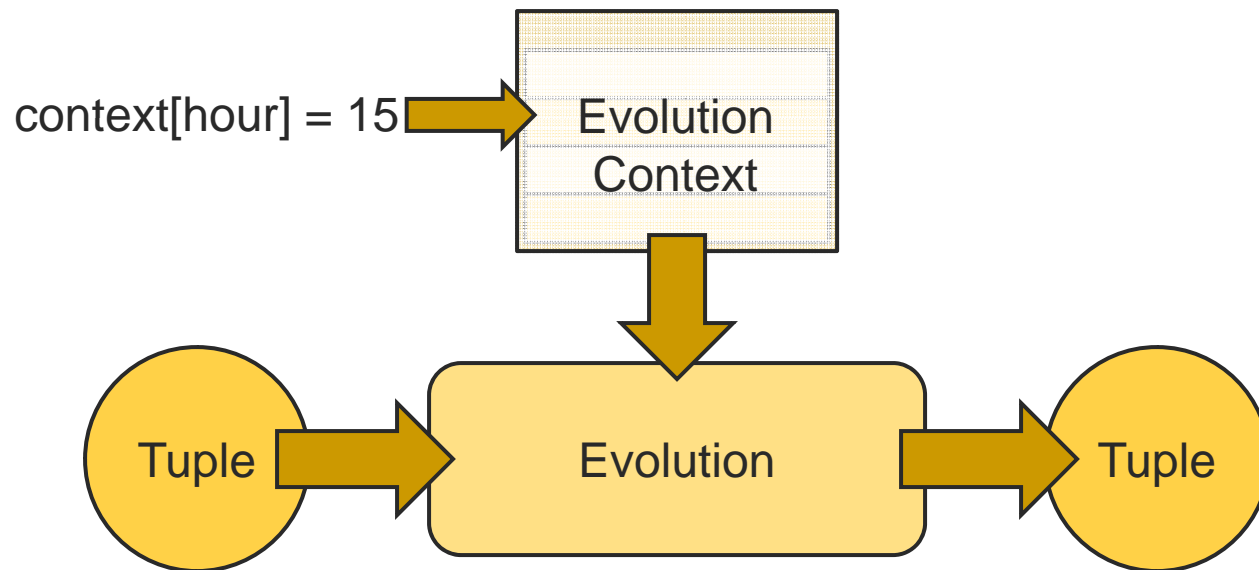 context[hour] = 15
Evolution
Context
Tuple
Evolution
Tuple